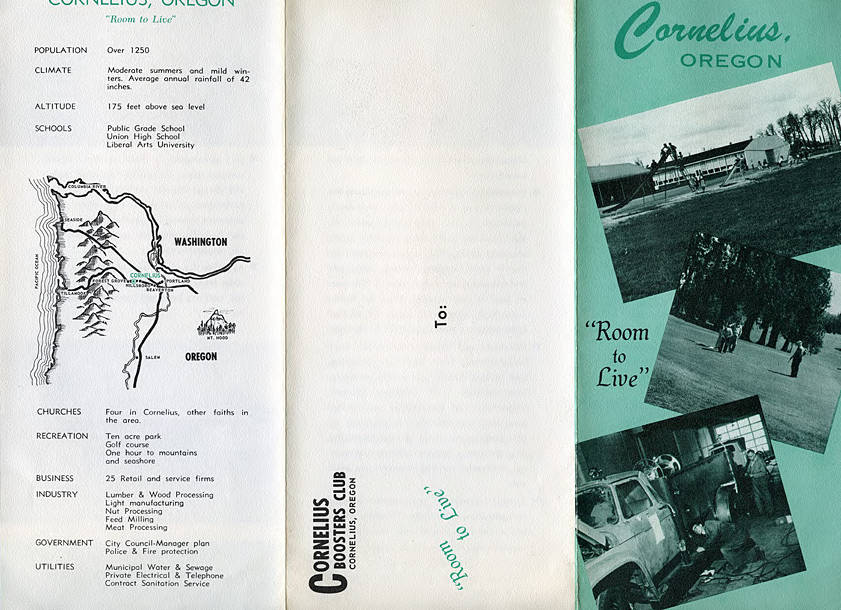 CORNELIUS, OREGON
"Room to Live"
POPULATION Over 1250
CLIMATE Moderate summers and mild win-
ters. Average annual rainfall of 42
inches.
ALTITUDE 175 feet above sea level
SCHOOLS Public Grade School
Union High School
Liberal Arts University
COLUMBIA RIVER
SEASIDE
WASHINGTON
PACIFIC OCEAN
CORNELIUS
FOREST GROVE
PORTLAND
HILLSBORO
BEAVERTON
TILLAMOOK
MT. HOOD
SALEM
OREGON
CHURCHES Four in Cornelius, other faiths in
the area.
RECREATION Ten acre park
Golf course
One hour to mountains
and seashore
BUSINESS 25 Retail and service firms
INDUSTRY Lumber & Wood Processing
Light manufacturing
Nut Processing
Feed Milling
Meat Processing
GOVERNMENT City Council-Manager plan
Police & Fire protection
UTILITIES Municipal Water & Sewage
Private Electrical & Telephone
Contract Sanitation Service
To:
CORNELIUS
BOOSTERS CLUB
CORNELIUS, OREGON
"Room to Live"
Cornelius,
OREGON
"Room
to
Live"